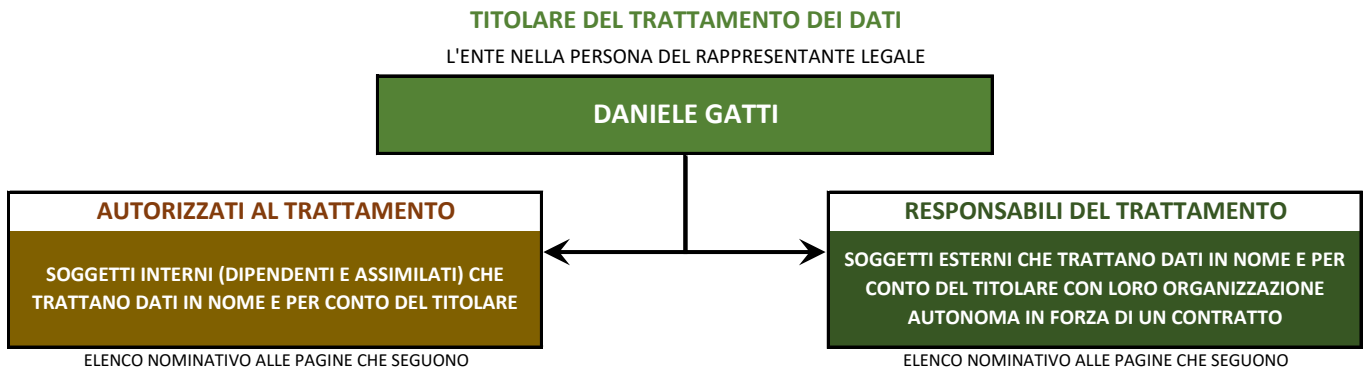 TITOLARE DEL TRATTAMENTO DEI DATI
L'ENTE NELLA PERSONA DEL RAPPRESENTANTE LEGALE
DANIELE GATTI
AUTORIZZATI AL TRATTAMENTO
SOGGETTI INTERNI (DIPENDENTI E ASSIMILATI) CHE
TRATTANO DATI IN NOME E PER CONTO DEL TITOLARE
ELENCO NOMINATIVO ALLE PAGINE CHE SEGUONO
RESPONSABILI DEL TRATTAMENTO
SOGGETTI ESTERNI CHE TRATTANO DATI IN NOME E PER
CONTO DEL TITOLARE CON LORO ORGANIZZAZIONE
AUTONOMA IN FORZA DI UN CONTRATTO
ELENCO NOMINATIVO ALLE PAGINE CHE SEGUONO